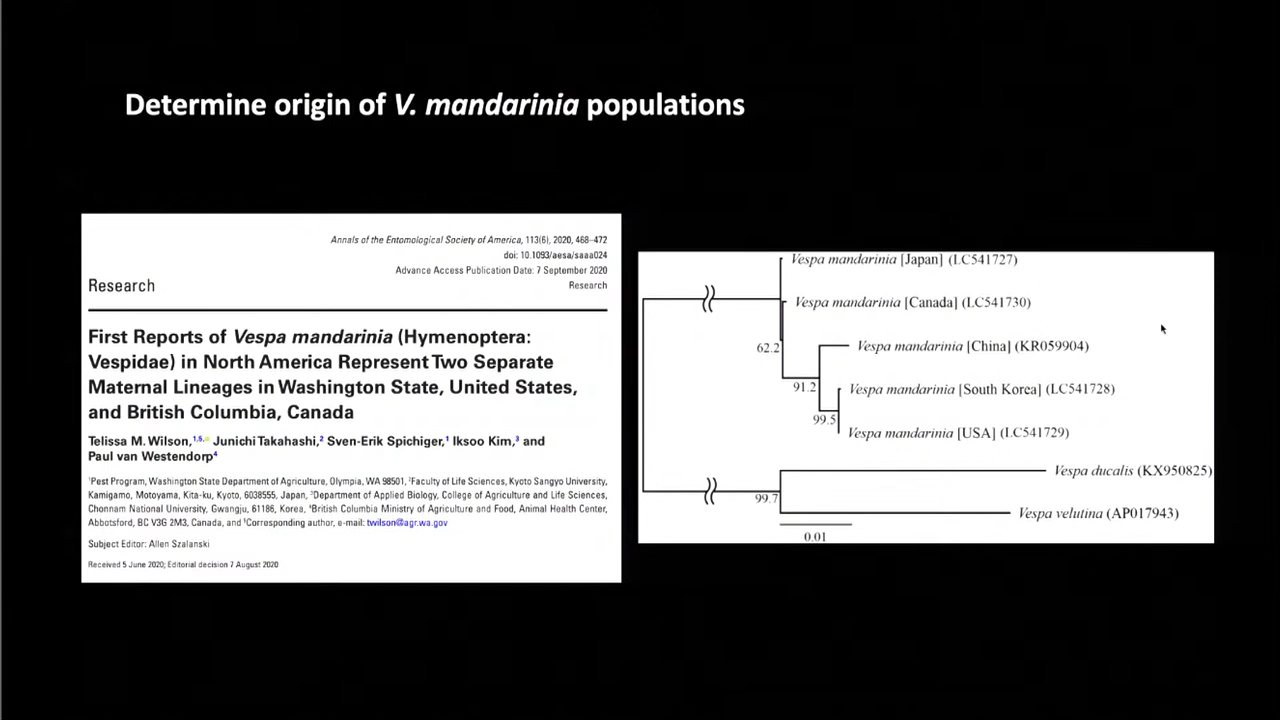 Determine origin of V. mandarinia populations
Annals of the Entomological Society of America, 113(6), 2020, 468–472
doi: 10.1093/aesa/saaa024
Advance Access Publication Date: 7 September 2020
Research
Research
First Reports of Vespa mandarinia (Hymenoptera:
Vespidae) in North America Represent Two Separate
Maternal Lineages in Washington State, United States,
and British Columbia, Canada
Telissa M. Wilson,1,5, Junichi Takahashi,2 Sven-Erik Spichiger,1 Iksoo Kim,3 and
Paul van Westendorp4
1Pest Program, Washington State Department of Agriculture, Olympia, WA 98501, 2Faculty of Life Sciences, Kyoto Sangyo University,
Kamigamo, Motoyama, Kita-ku, Kyoto, 6038555, Japan, 3Department of Applied Biology, College of Agriculture and Life Sciences,
Chonnam National University, Gwangju, 61186, Korea, 4British Columbia Ministry of Agriculture and Food, Animal Health Center,
Abbotsford, BC V3G 2M3, Canada, and 5Corresponding author, e-mail: twilson@agr.wa.gov
Subject Editor: Allen Szalanski
Received 5 June 2020; Editorial decision 7 August 2020
Vespa mandarinia [Japan] (LC541727)
Vespa mandarinia [Canada] (LC541730)
62.2
Vespa mandarinia [China] (KR059904)
91.2
Vespa mandarinia [South Korea] (LC541728)
99.5
Vespa mandarinia [USA] (LC541729)
Vespa ducalis (KX950825)
99.7
Vespa velutina (AP017943)
0.01